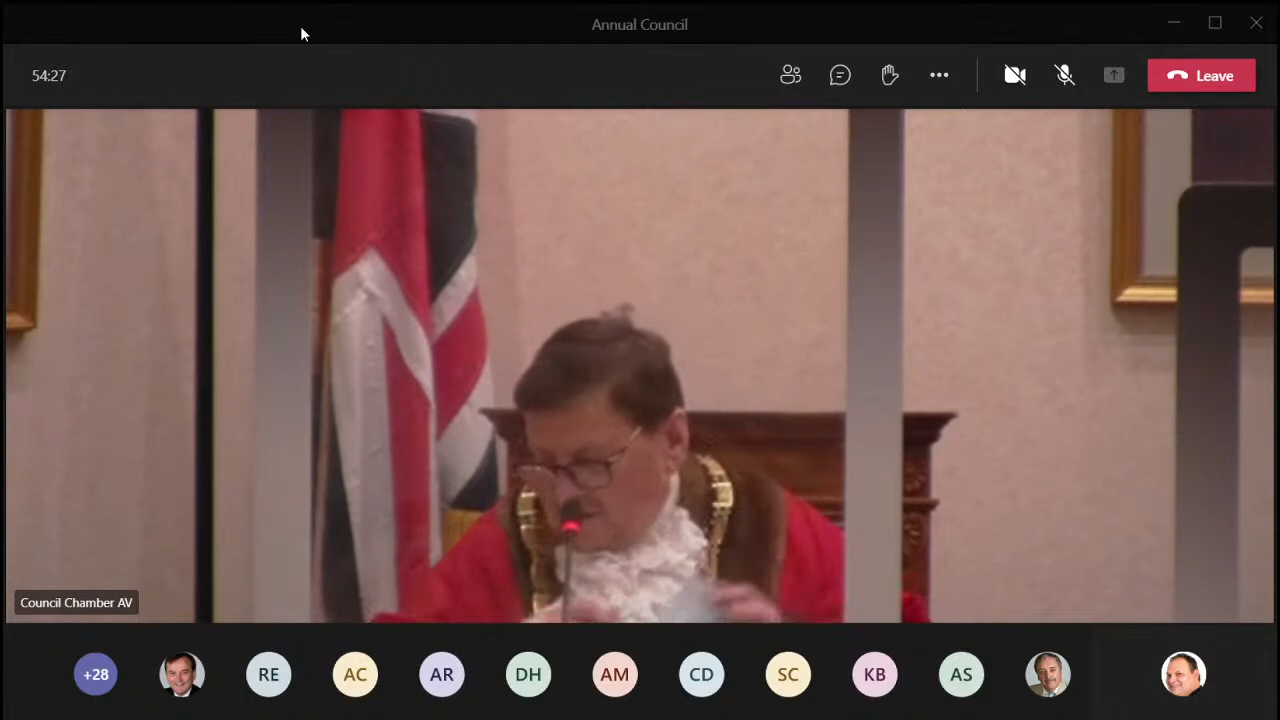 Annual Council
54:27
Leave
Council Chamber AV
+28
RE
AC
AR
DH
AM
CD
SC
KB
AS